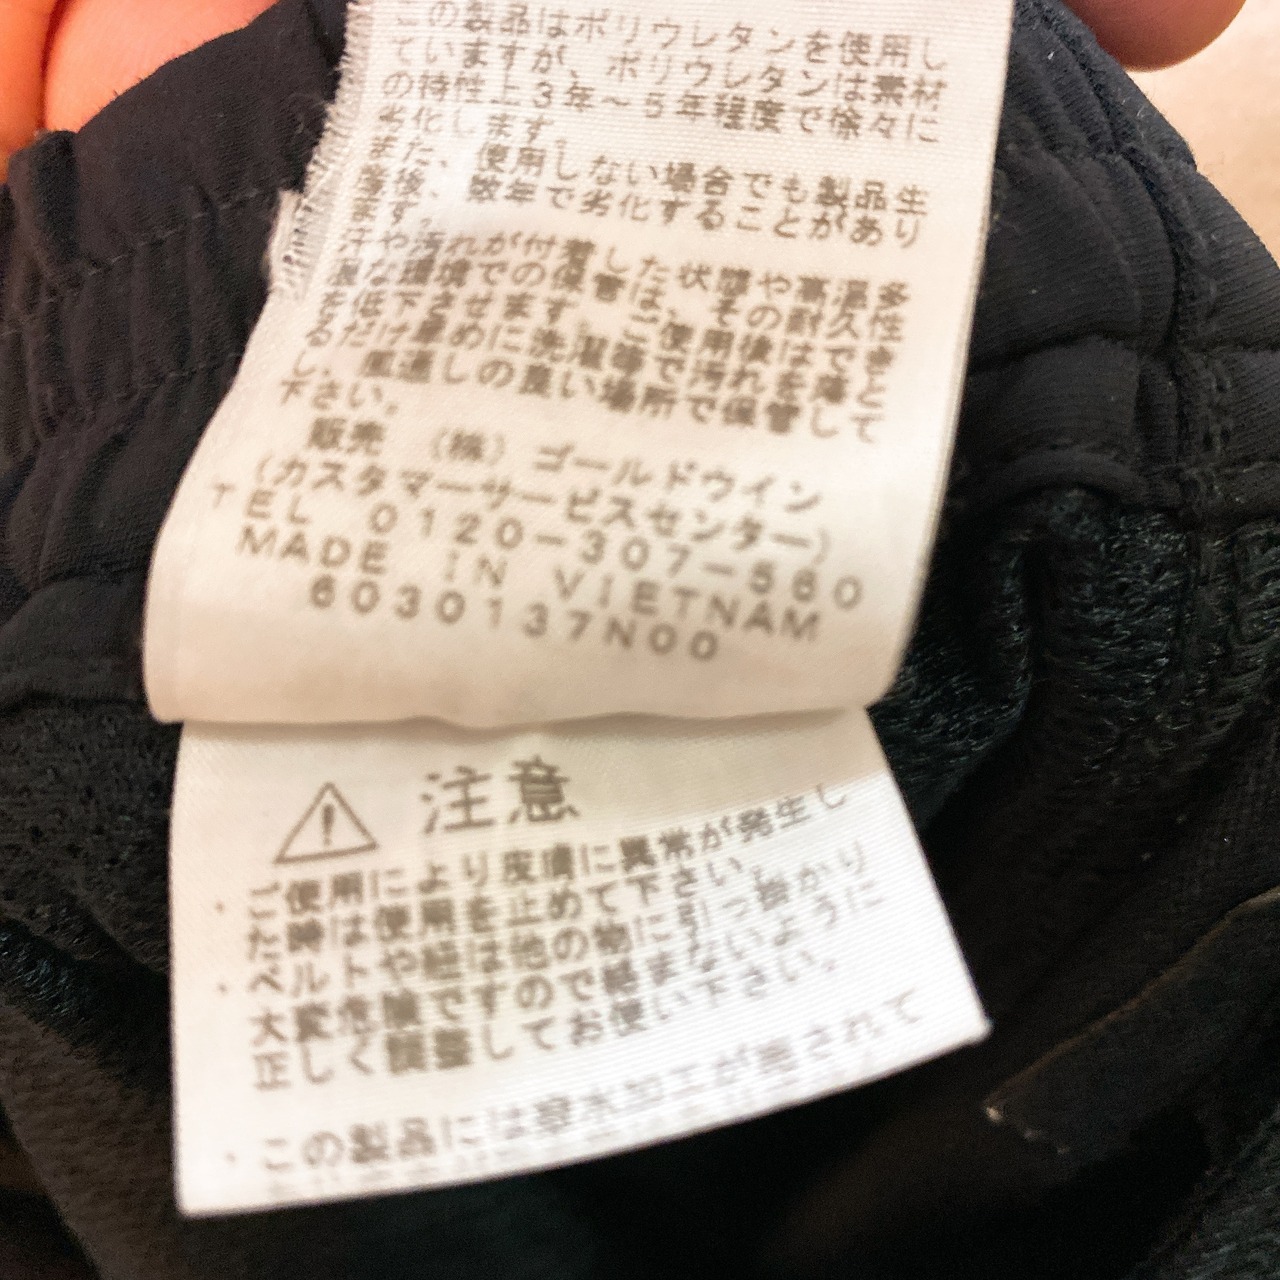 この製品はポリウレタンを使用し
ていますが、ポリウレタンは素材
の特性上3年～5年程度で徐々に
劣化します。
また、使用しない場合でも製品生
産後、数年で劣化することがあり
ます。
汗や汚れが付着した状態や高温多
湿な環境での保管は、その耐久性
を低下させます。ご使用後はでき
るだけ早めに洗濯等で汚れを落と
し、風通しの良い場所で保管して
下さい。
販売 （株）ゴールドウイン
（カスタマーサービスセンター）
TEL 0120-307-560
MADE IN VIETNAM
6030137N00
注意
・ご使用により皮膚に異常が発生し
た時は使用を止めて下さい。
・ベルトや紐は他の物に引っ掛かり
大変危険ですので絡まないように
正しく調整してお使い下さい。
・この製品には撥水加工が施されて